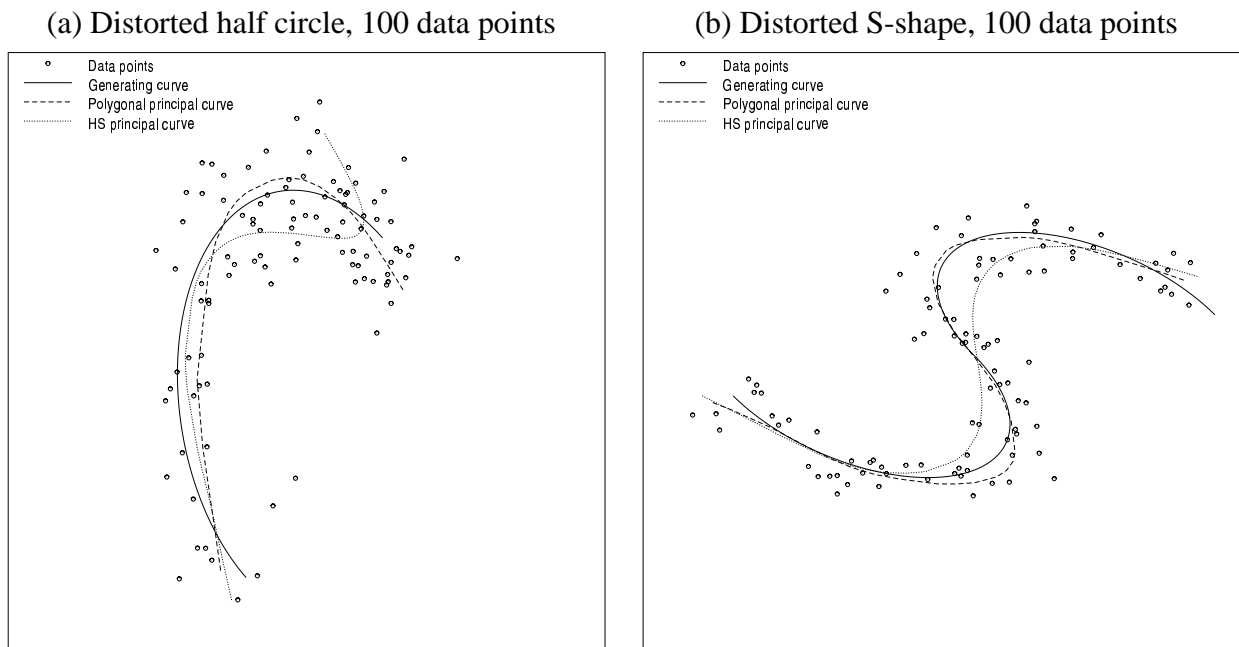 (a) Distorted half circle, 100 data points
Data points
Generating curve
Polygonal principal curve
HS principal curve
(b) Distorted S-shape, 100 data points
Data points
Generating curve
Polygonal principal curve
HS principal curve